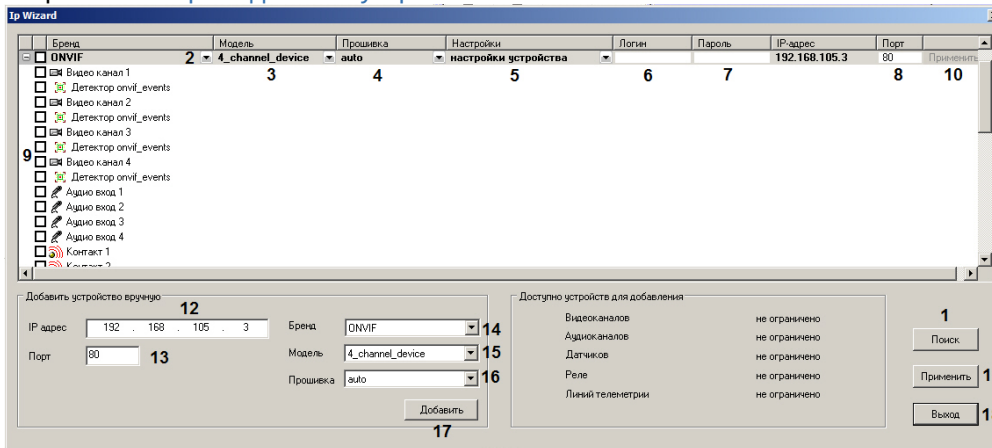 Ip Wizard
Бренд Модель Прошивка Настройки Логин Пароль IP-адрес Порт
ONVIF 2 4_channel_device auto настройки устройства 192.168.105.3 80 Применить
Видео канал 1 3 4 5 6 7 8 10
Детектор onvif_events
Видео канал 2
Детектор onvif_events
Видео канал 3
Детектор onvif_events
9 Видео канал 4
Детектор onvif_events
Аудио вход 1
Аудио вход 2
Аудио вход 3
Аудио вход 4
Контакт 1
Контакт 2
Добавить устройство вручную
12
IP адрес 192 . 168 . 105 . 3
Порт 80 13
Бренд ONVIF 14
Модель 4_channel_device 15
Прошивка auto 16
Добавить
17
Доступно устройств для добавления
Видеоканалов не ограничено
Аудиоканалов не ограничено
Датчиков не ограничено
Реле не ограничено
Линий телеметрии не ограничено
1
Поиск
Применить 1
Выход 1